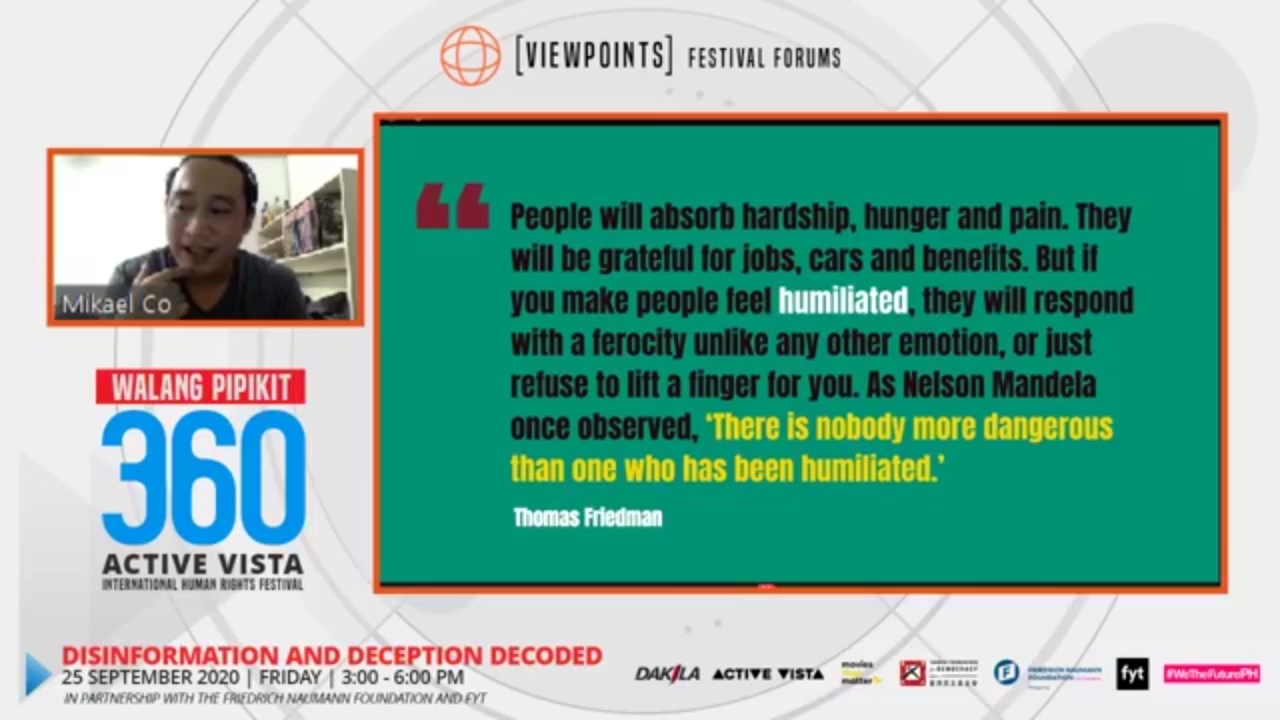 [VIEWPOINTS] FESTIVAL FORUMS
Mikael Co
WALANG PIPIKIT
360
ACTIVE VISTA
INTERNATIONAL HUMAN RIGHTS FESTIVAL
“
People will absorb hardship, hunger and pain. They
will be grateful for jobs, cars and benefits. But if
you make people feel humiliated, they will respond
with a ferocity unlike any other emotion, or just
refuse to lift a finger for you. As Nelson Mandela
once observed, ‘There is nobody more dangerous
than one who has been humiliated.’
Thomas Friedman
DISINFORMATION AND DECEPTION DECODED
25 SEPTEMBER 2020 | FRIDAY | 3:00 - 6:00 PM
IN PARTNERSHIP WITH THE FRIEDRICH NAUMANN FOUNDATION AND FYT
DAKILA
ACTIVE VISTA
movies
that
matter
fyt
#WeTheFuturePH